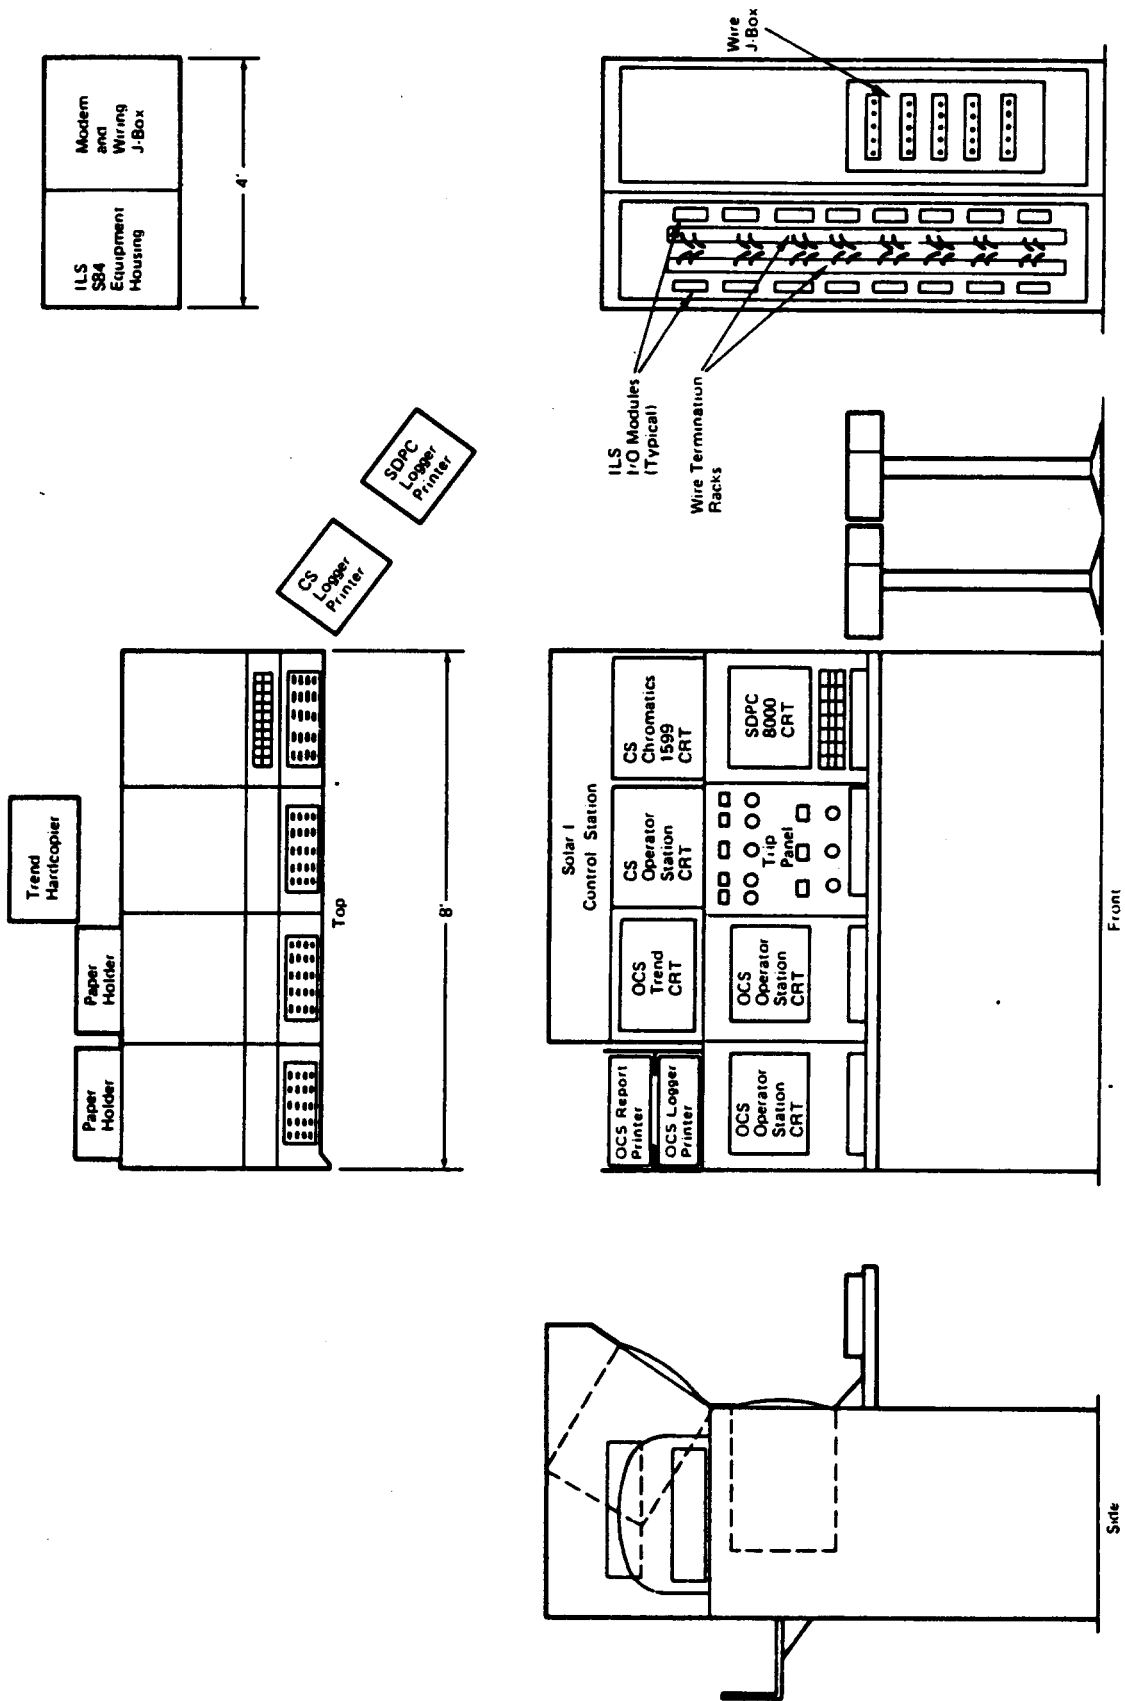 Paper
Holder
Paper
Holder
Trend
Hardcopier
Top
8'
CS
Logger
Printer
SDPC
Logger
Printer
ILS
SB4
Equipment
Housing
Modem
and
Wiring
J-Box
4'
Side
OCS Report
Printer
OCS Logger
Printer
Solar I
Control Station
OCS
Trend
CRT
CS
Operator
Station
CRT
CS
Chromatics
1599
CRT
OCS
Operator
Station
CRT
OCS
Operator
Station
CRT
Trip
Panel
SDPC
8000
CRT
Front
ILS
I/O Modules
(Typical)
Wire Termination
Racks
Wire
J-Box